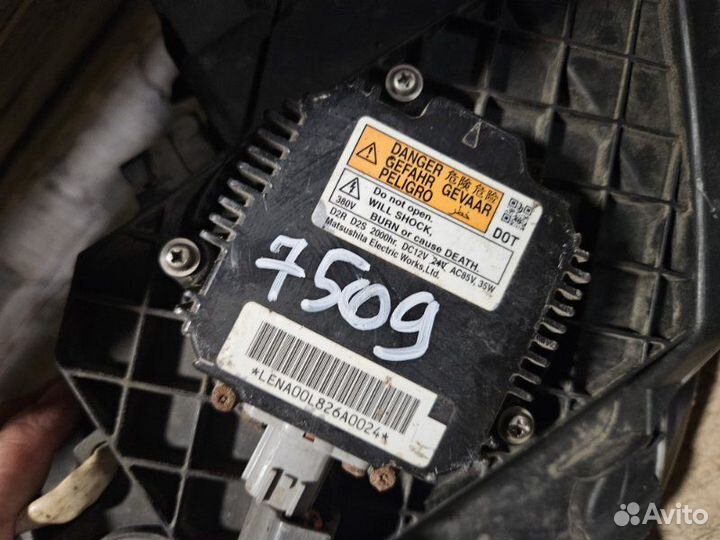 DANGER 危険 危险
GEFAHR GEVAAR
PELIGRO خطر
380V
Do not open.
WILL SHOCK,
BURN or cause DEATH.
DOT
D2R D2S 2000hr, DC12V 24V, AC85V, 35W
Matsushita Electric Works, Ltd.
7509
*LENA00L826A0024*
Avito